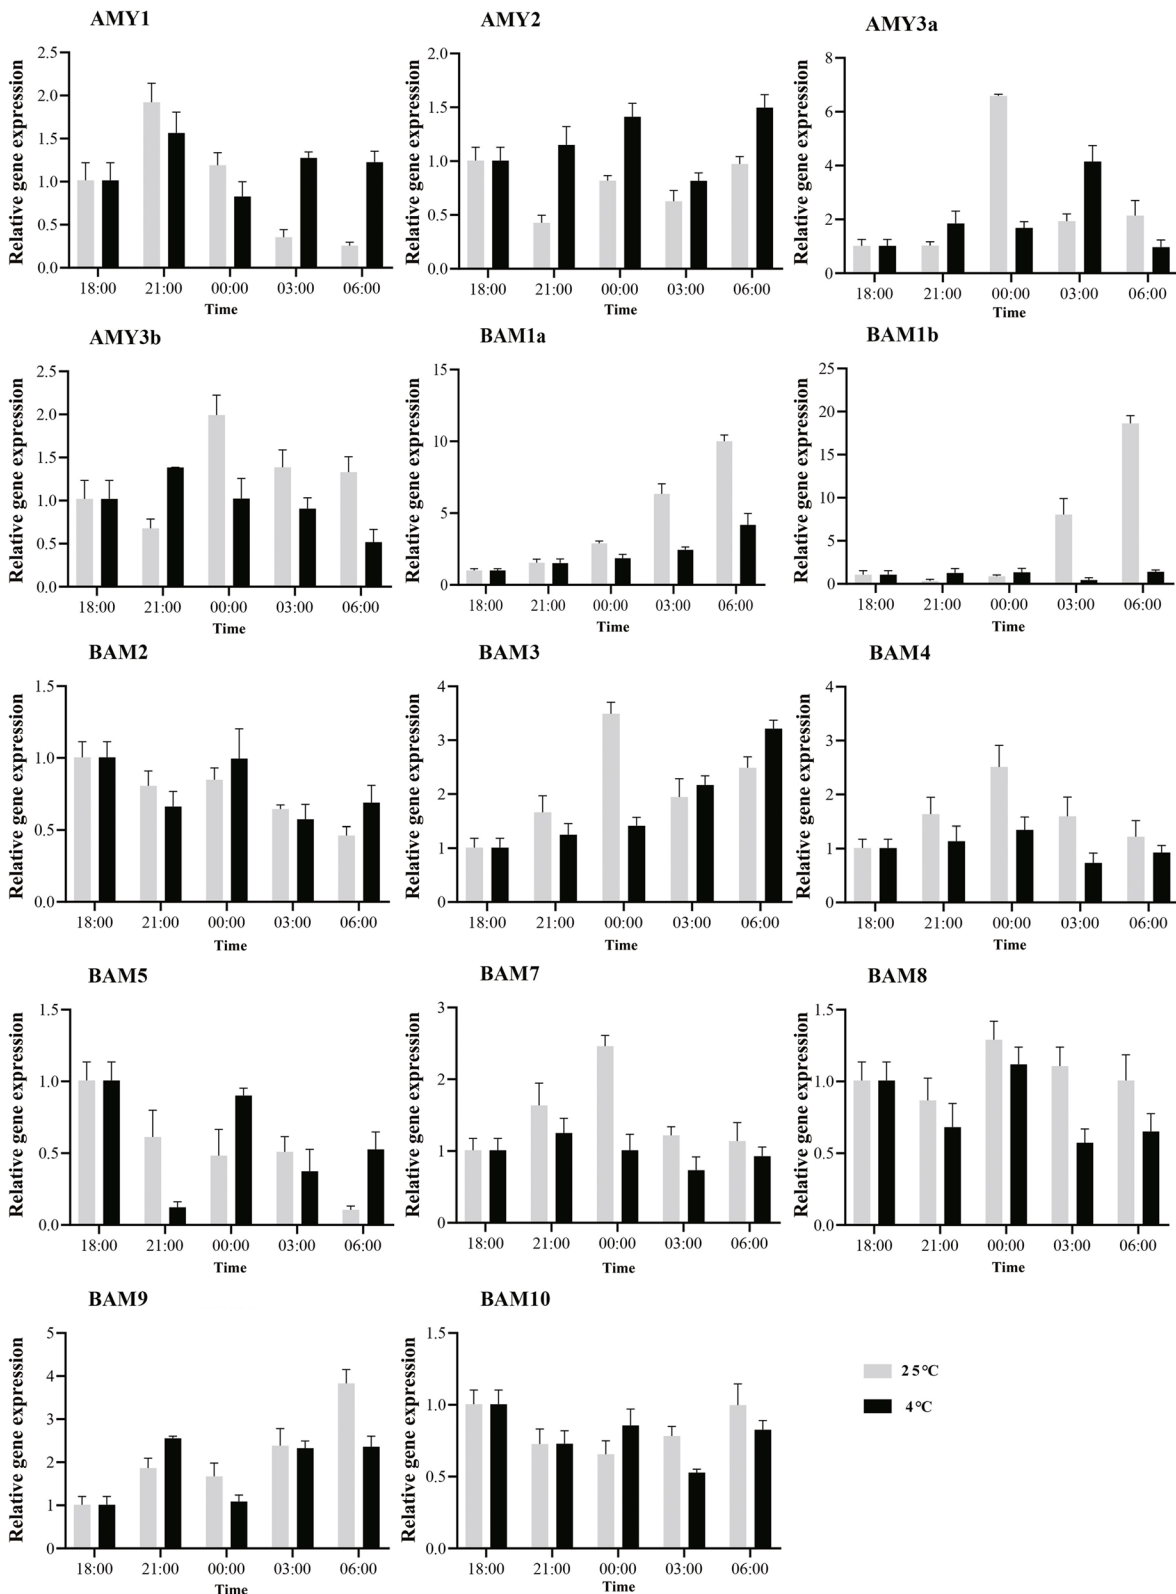 AMY1
Relative gene expression
2.5
2.0
1.5
1.0
0.5
0.0
18:00 21:00 00:00 03:00 06:00
Time
AMY2
Relative gene expression
2.0
1.5
1.0
0.5
0.0
18:00 21:00 00:00 03:00 06:00
Time
AMY3a
Relative gene expression
8
6
4
2
0
18:00 21:00 00:00 03:00 06:00
Time
AMY3b
Relative gene expression
2.5
2.0
1.5
1.0
0.5
0.0
18:00 21:00 00:00 03:00 06:00
Time
BAM1a
Relative gene expression
15
10
5
0
18:00 21:00 00:00 03:00 06:00
Time
BAM1b
Relative gene expression
25
20
15
10
5
0
18:00 21:00 00:00 03:00 06:00
Time
BAM2
Relative gene expression
1.5
1.0
0.5
0.0
18:00 21:00 00:00 03:00 06:00
Time
BAM3
Relative gene expression
4
3
2
1
0
18:00 21:00 00:00 03:00 06:00
Time
BAM4
Relative gene expression
4
3
2
1
0
18:00 21:00 00:00 03:00 06:00
Time
BAM5
Relative gene expression
1.5
1.0
0.5
0.0
18:00 21:00 00:00 03:00 06:00
Time
BAM7
Relative gene expression
3
2
1
0
18:00 21:00 00:00 03:00 06:00
Time
BAM8
Relative gene expression
1.5
1.0
0.5
0.0
18:00 21:00 00:00 03:00 06:00
Time
BAM9
Relative gene expression
5
4
3
2
1
0
18:00 21:00 00:00 03:00 06:00
Time
BAM10
Relative gene expression
1.5
1.0
0.5
0.0
18:00 21:00 00:00 03:00 06:00
Time
25°C
4°C